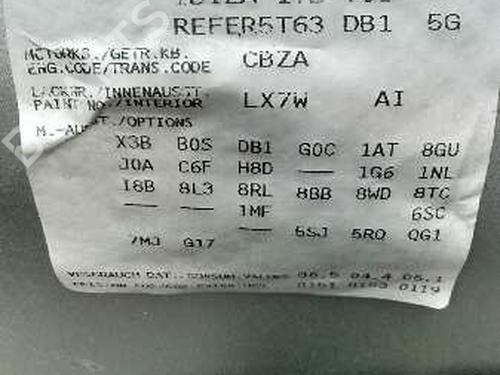 REFER5T63 DB1 5G
MOTORKB./GETR.KB.
ENG.CODE/TRANS.CODE CBZA
LACKNR./INNENAUSST.
PAINT NO./INTERIOR LX7W AI
M.-AUSST./OPTIONS
X3B B0S DB1 G0C 1AT 8GU
J0A C6F H8D —— 1G6 1NL
I8B 8L3 8RL 8BB 8WD 8TC
—— —— 1MF 6SC
7MJ G17 —— 5SJ 5RQ QG1